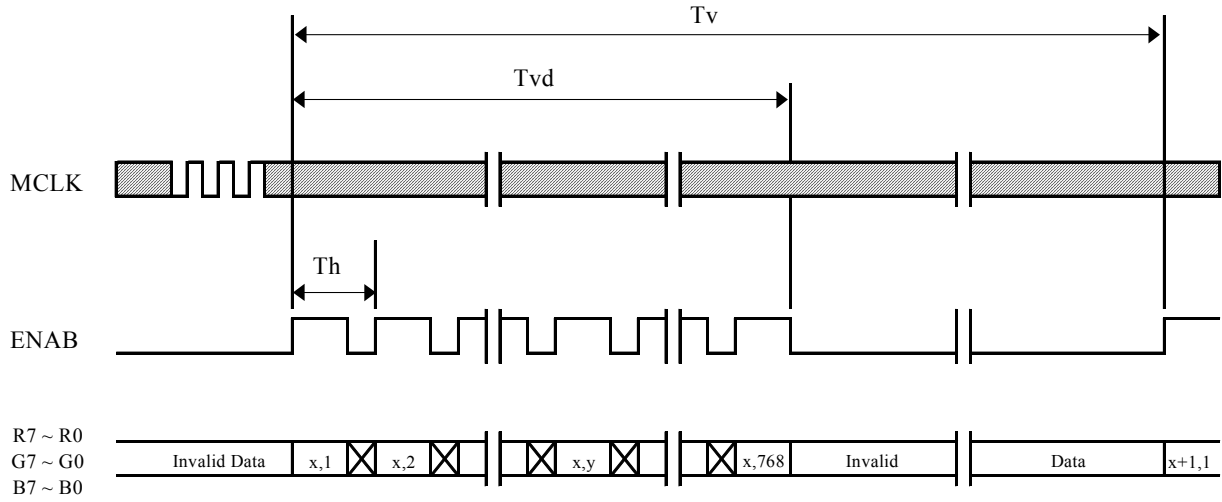 Tv
Tvd
MCLK
Th
ENAB
R7 ~ R0
G7 ~ G0
B7 ~ B0
Invalid Data x,1 x,2 x,y x,768 Invalid Data x+1,1